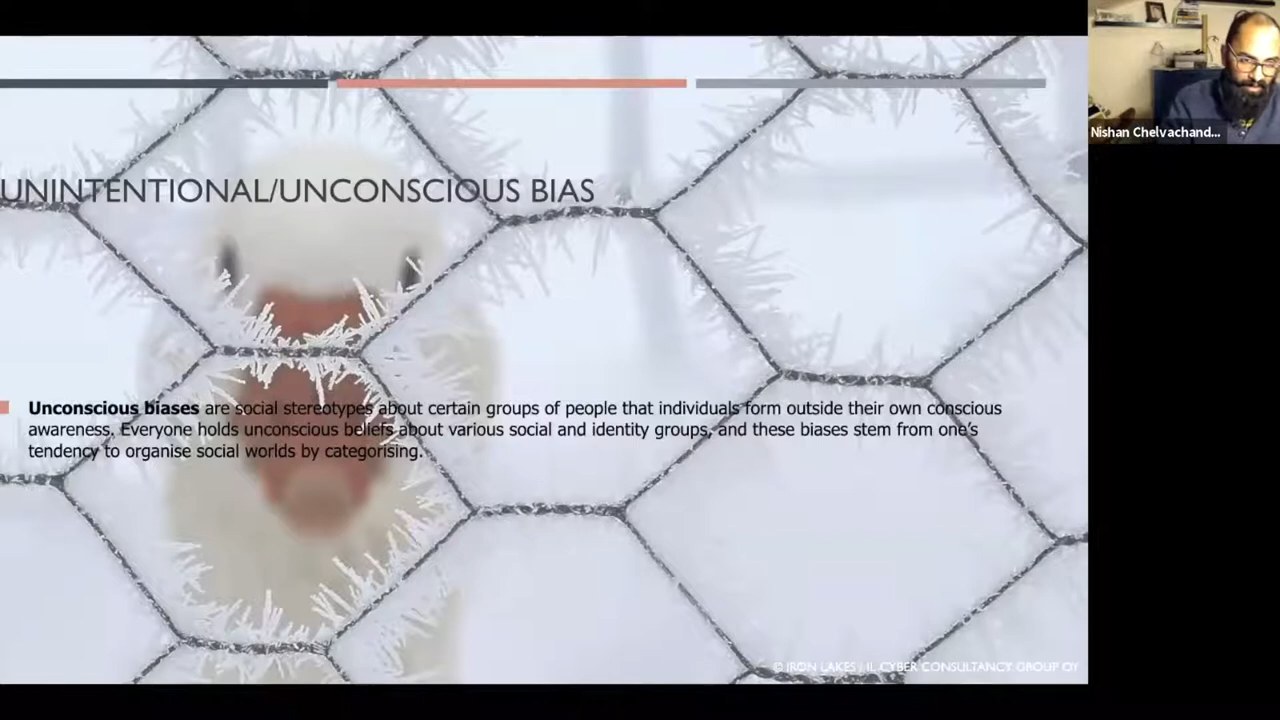 UNINTENTIONAL/UNCONSCIOUS BIAS
Unconscious biases are social stereotypes about certain groups of people that individuals form outside their own conscious
awareness. Everyone holds unconscious beliefs about various social and identity groups, and these biases stem from one's
tendency to organise social worlds by categorising.
© IRON LAKES / IL CYBER CONSULTANCY GROUP OY
Nishan Chelvachand...